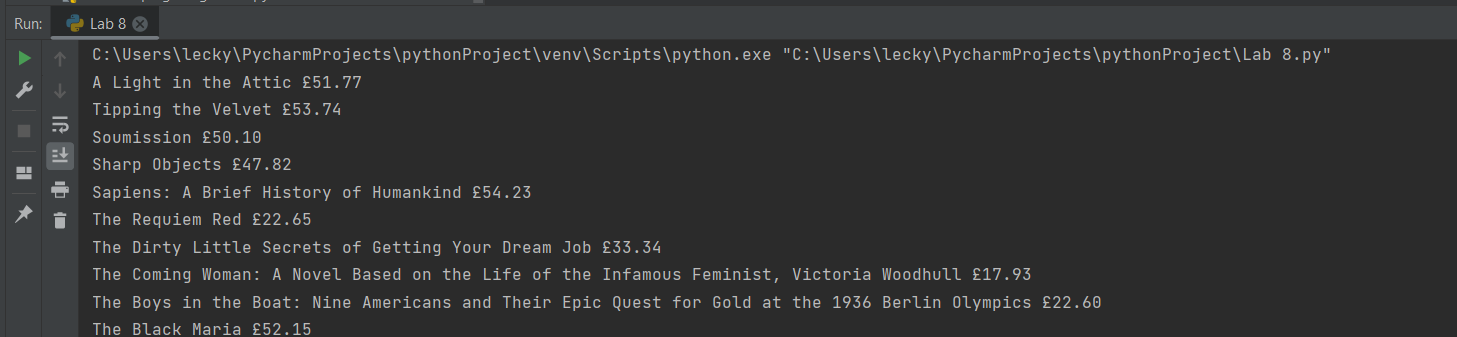 Run: Lab 8
C:\Users\lecky\PycharmProjects\pythonProject\venv\Scripts\python.exe "C:\Users\lecky\PycharmProjects\pythonProject\Lab 8.py"
A Light in the Attic £51.77
Tipping the Velvet £53.74
Soumission £50.10
Sharp Objects £47.82
Sapiens: A Brief History of Humankind £54.23
The Requiem Red £22.65
The Dirty Little Secrets of Getting Your Dream Job £33.34
The Coming Woman: A Novel Based on the Life of the Infamous Feminist, Victoria Woodhull £17.93
The Boys in the Boat: Nine Americans and Their Epic Quest for Gold at the 1936 Berlin Olympics £22.60
The Black Maria £52.15